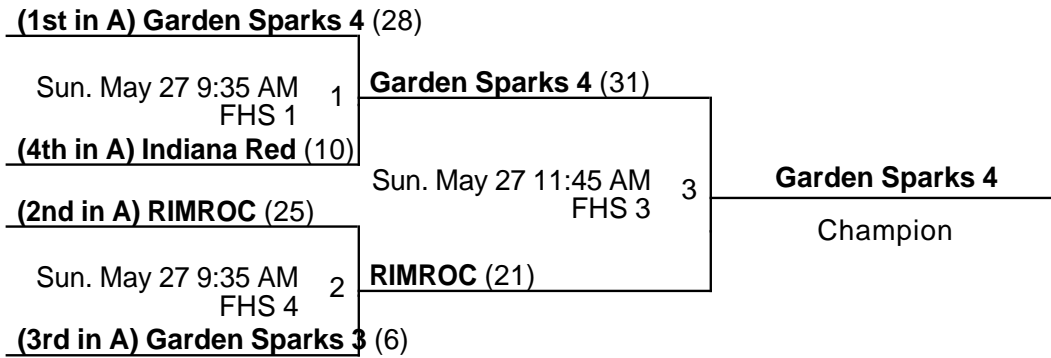 (1st in A) Garden Sparks 4 (28)
Sun. May 27 9:35 AM 1
FHS 1
(4th in A) Indiana Red (10)
Garden Sparks 4 (31)
(2nd in A) RIMROC (25)
Sun. May 27 9:35 AM 2
FHS 4
(3rd in A) Garden Sparks 3 (6)
RIMROC (21)
Sun. May 27 11:45 AM 3
FHS 3
Garden Sparks 4
Champion